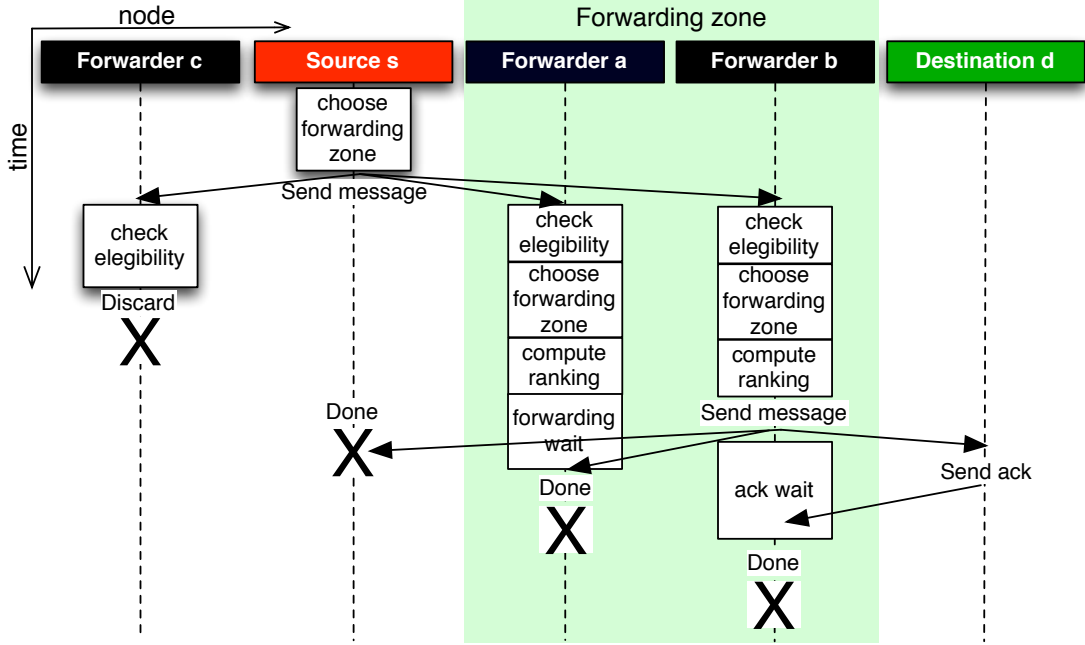 node
Forwarding zone
time
Forwarder c
Source s
Forwarder a
Forwarder b
Destination d
choose
forwarding
zone
Send message
check
elegibility
Discard
X
check
elegibility
choose
forwarding
zone
compute
ranking
forwarding
wait
check
elegibility
choose
forwarding
zone
compute
ranking
Send message
Done
X
Done
X
ack wait
Send ack
Done
X